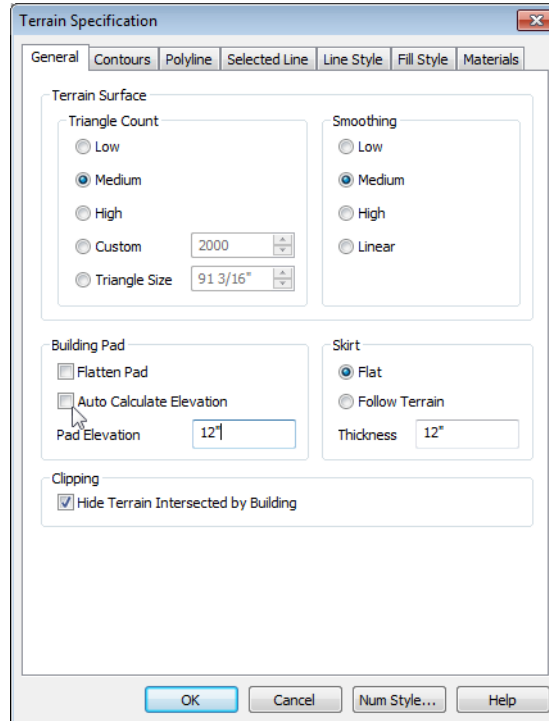 Terrain Specification
General Contours Polyline Selected Line Line Style Fill Style Materials
Terrain Surface
Triangle Count
Low
Medium
High
Custom 2000
Triangle Size 91 3/16"
Smoothing
Low
Medium
High
Linear
Building Pad
Flatten Pad
Auto Calculate Elevation
Pad Elevation 12"
Skirt
Flat
Follow Terrain
Thickness 12"
Clipping
Hide Terrain Intersected by Building
OK Cancel Num Style... Help